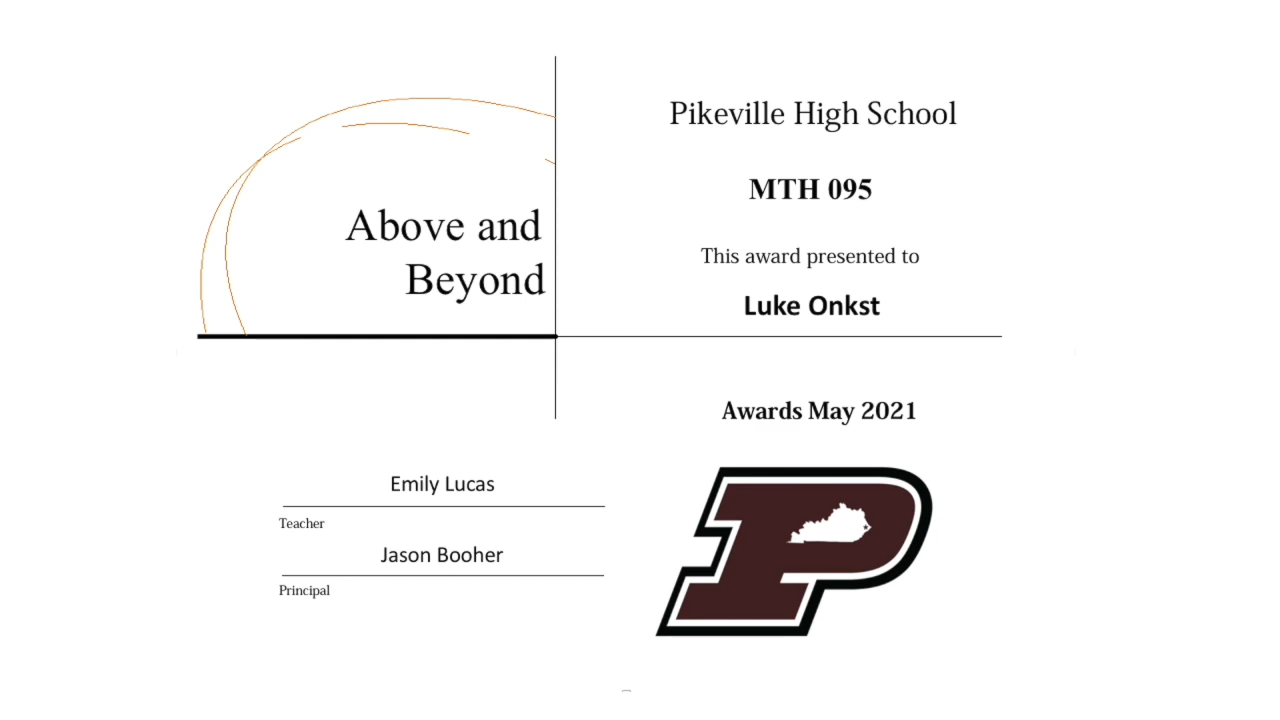 Above and
Beyond
Pikeville High School
MTH 095
This award presented to
Luke Onkst
Awards May 2021
Emily Lucas
Teacher
Jason Booher
Principal
P